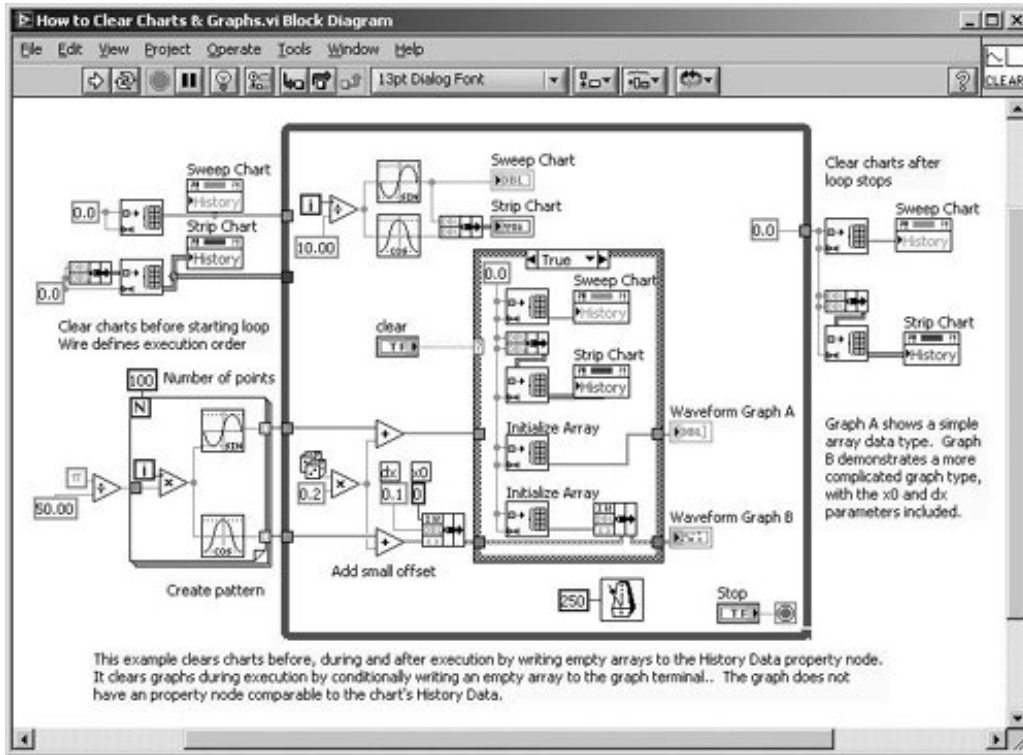 How to Clear Charts & Graphs.vi Block Diagram
File Edit View Project Operate Tools Window Help
13pt Dialog Font
CLEAR
Sweep Chart
History
0.0
Strip Chart
History
0.0
Clear charts before starting loop
Wire defines execution order
i
10.00
SIN
COS
Sweep Chart
DBL
Strip Chart
True
0.0
Sweep Chart
History
clear
TF
Strip Chart
History
Initialize Array
Initialize Array
100 Number of points
N
i
π
50.00
SIN
COS
Create pattern
0.2
dx
0.1
x0
0
Add small offset
250
Waveform Graph A
DBL
Waveform Graph B
Stop
TF
Clear charts after
loop stops
0.0
Sweep Chart
History
Strip Chart
History
Graph A shows a simple
array data type. Graph
B demonstrates a more
complicated graph type,
with the x0 and dx
parameters included.
This example clears charts before, during and after execution by writing empty arrays to the History Data property node.
It clears graphs during execution by conditionally writing an empty array to the graph terminal.. The graph does not
have an property node comparable to the chart's History Data.